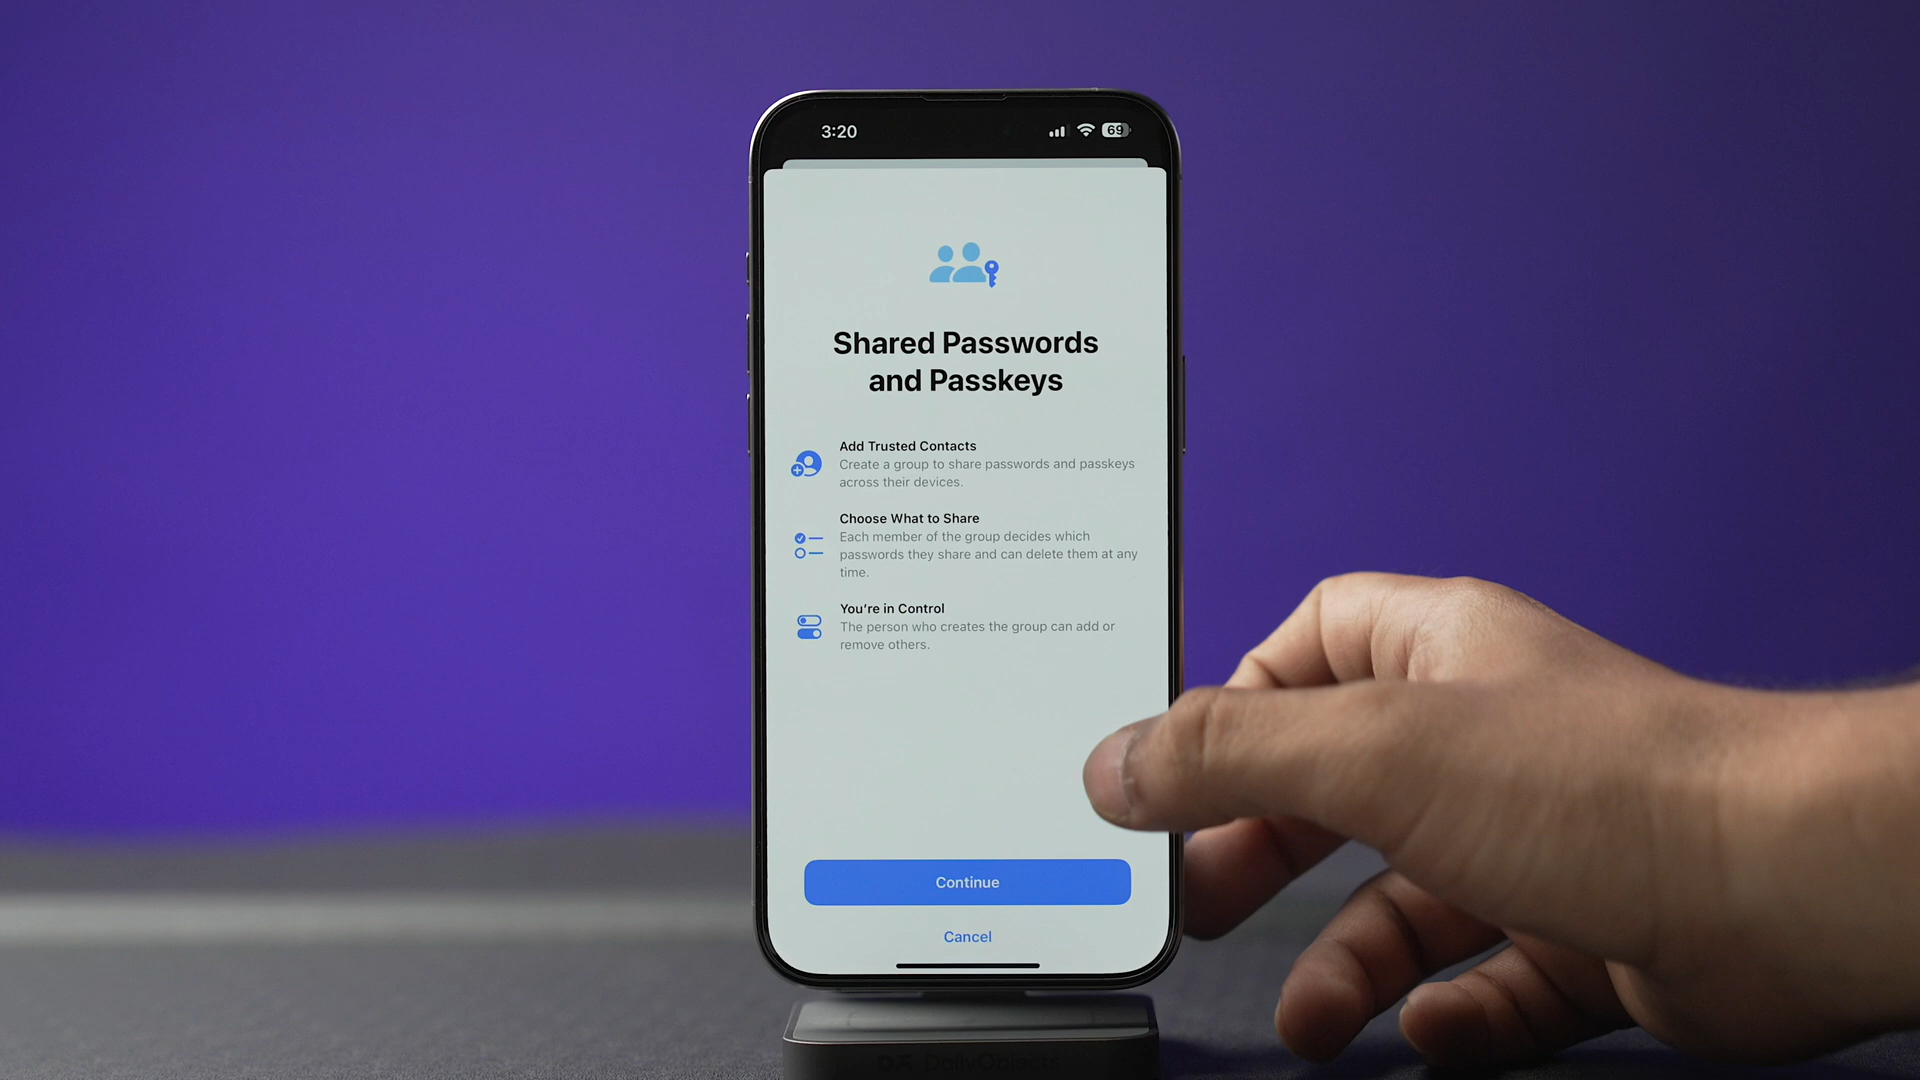 3:20
69
Shared Passwords
and Passkeys
Add Trusted Contacts
Create a group to share passwords and passkeys
across their devices.
Choose What to Share
Each member of the group decides which
passwords they share and can delete them at any
time.
You're in Control
The person who creates the group can add or
remove others.
Continue
Cancel
DailyObjects